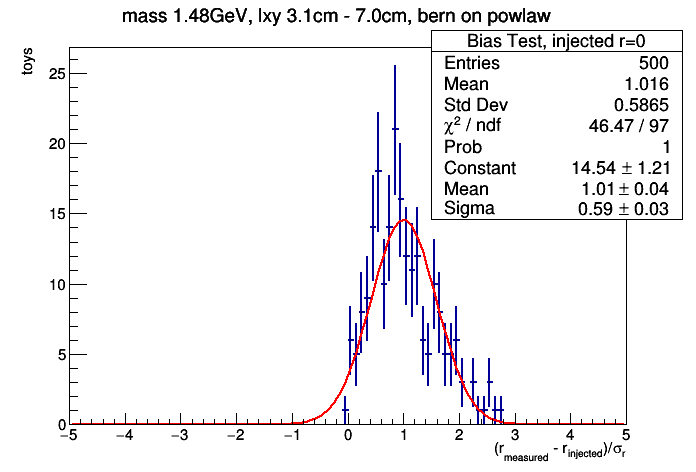 mass 1.48GeV, lxy 3.1cm - 7.0cm, bern on powlaw
Bias Test, injected r=0
Entries 500
Mean 1.016
Std Dev 0.5865
χ² / ndf 46.47 / 97
Prob 1
Constant 14.54 ± 1.21
Mean 1.01 ± 0.04
Sigma 0.59 ± 0.03
toys
25
20
15
10
5
0
−5 −4 −3 −2 −1 0 1 2 3 4 5
(r_measured - r_injected)/σ_r